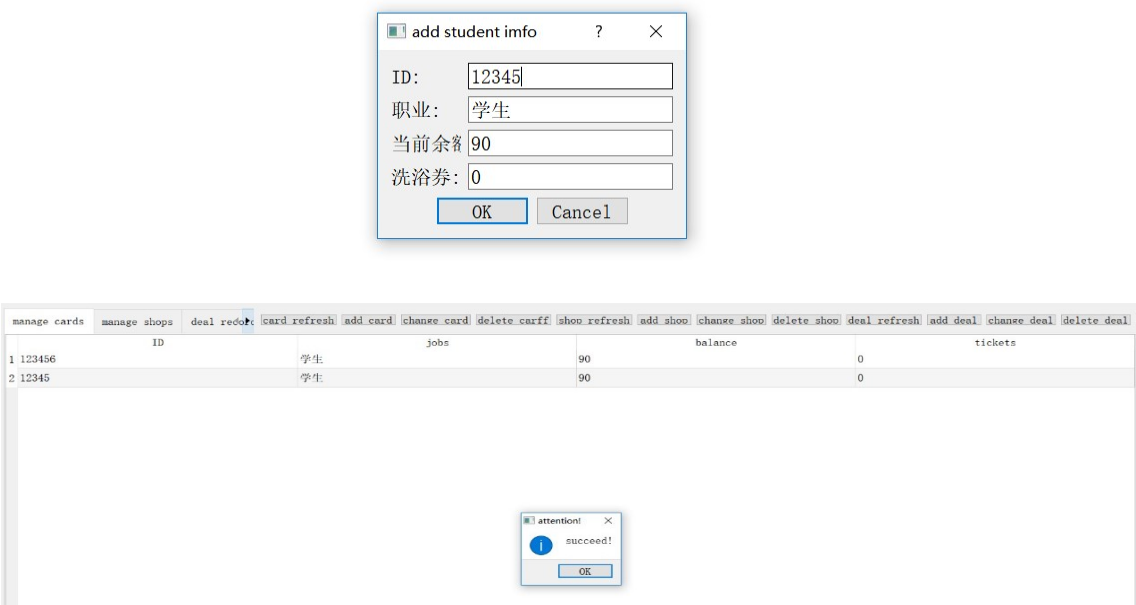 add student imfo ?
ID: 12345
职业: 学生
当前余额 90
洗浴券: 0
OK Cancel
manage cards manage shops deal redord card refresh add card change card delete carff shop refresh add shop change shop delete shop deal refresh add deal change deal delete deal
ID jobs balance tickets
1 123456 学生 90 0
2 12345 学生 90 0
attention!
succeed!
OK